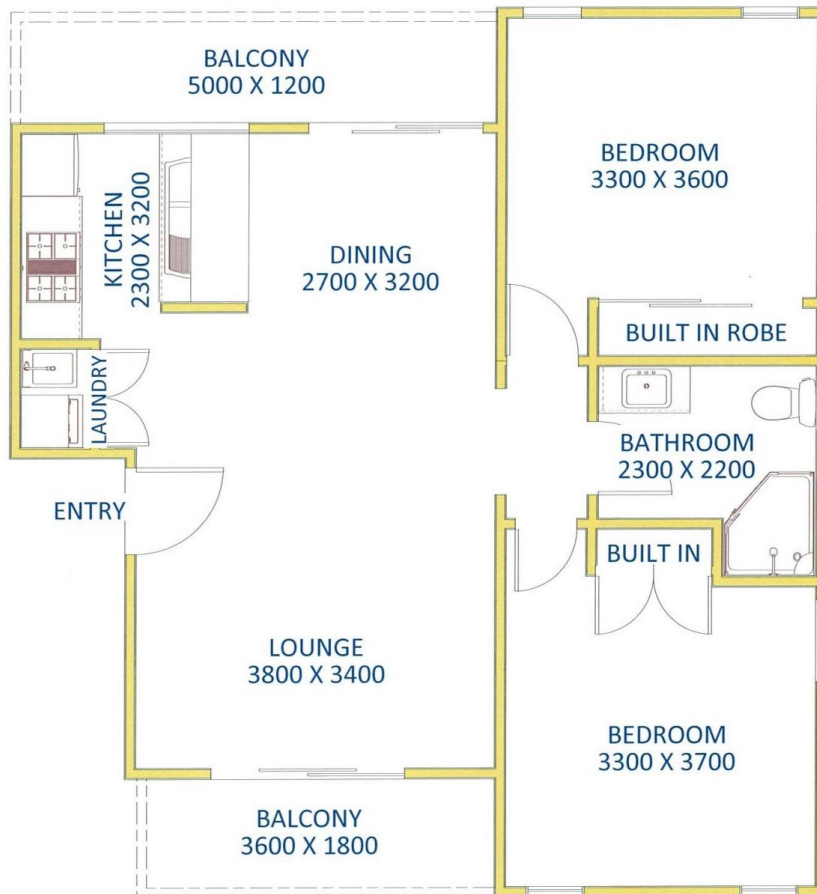 BALCONY
5000 X 1200
BEDROOM
3300 X 3600
KITCHEN
2300 X 3200
DINING
2700 X 3200
BUILT IN ROBE
LAUNDRY
BATHROOM
2300 X 2200
ENTRY
BUILT IN
LOUNGE
3800 X 3400
BEDROOM
3300 X 3700
BALCONY
3600 X 1800